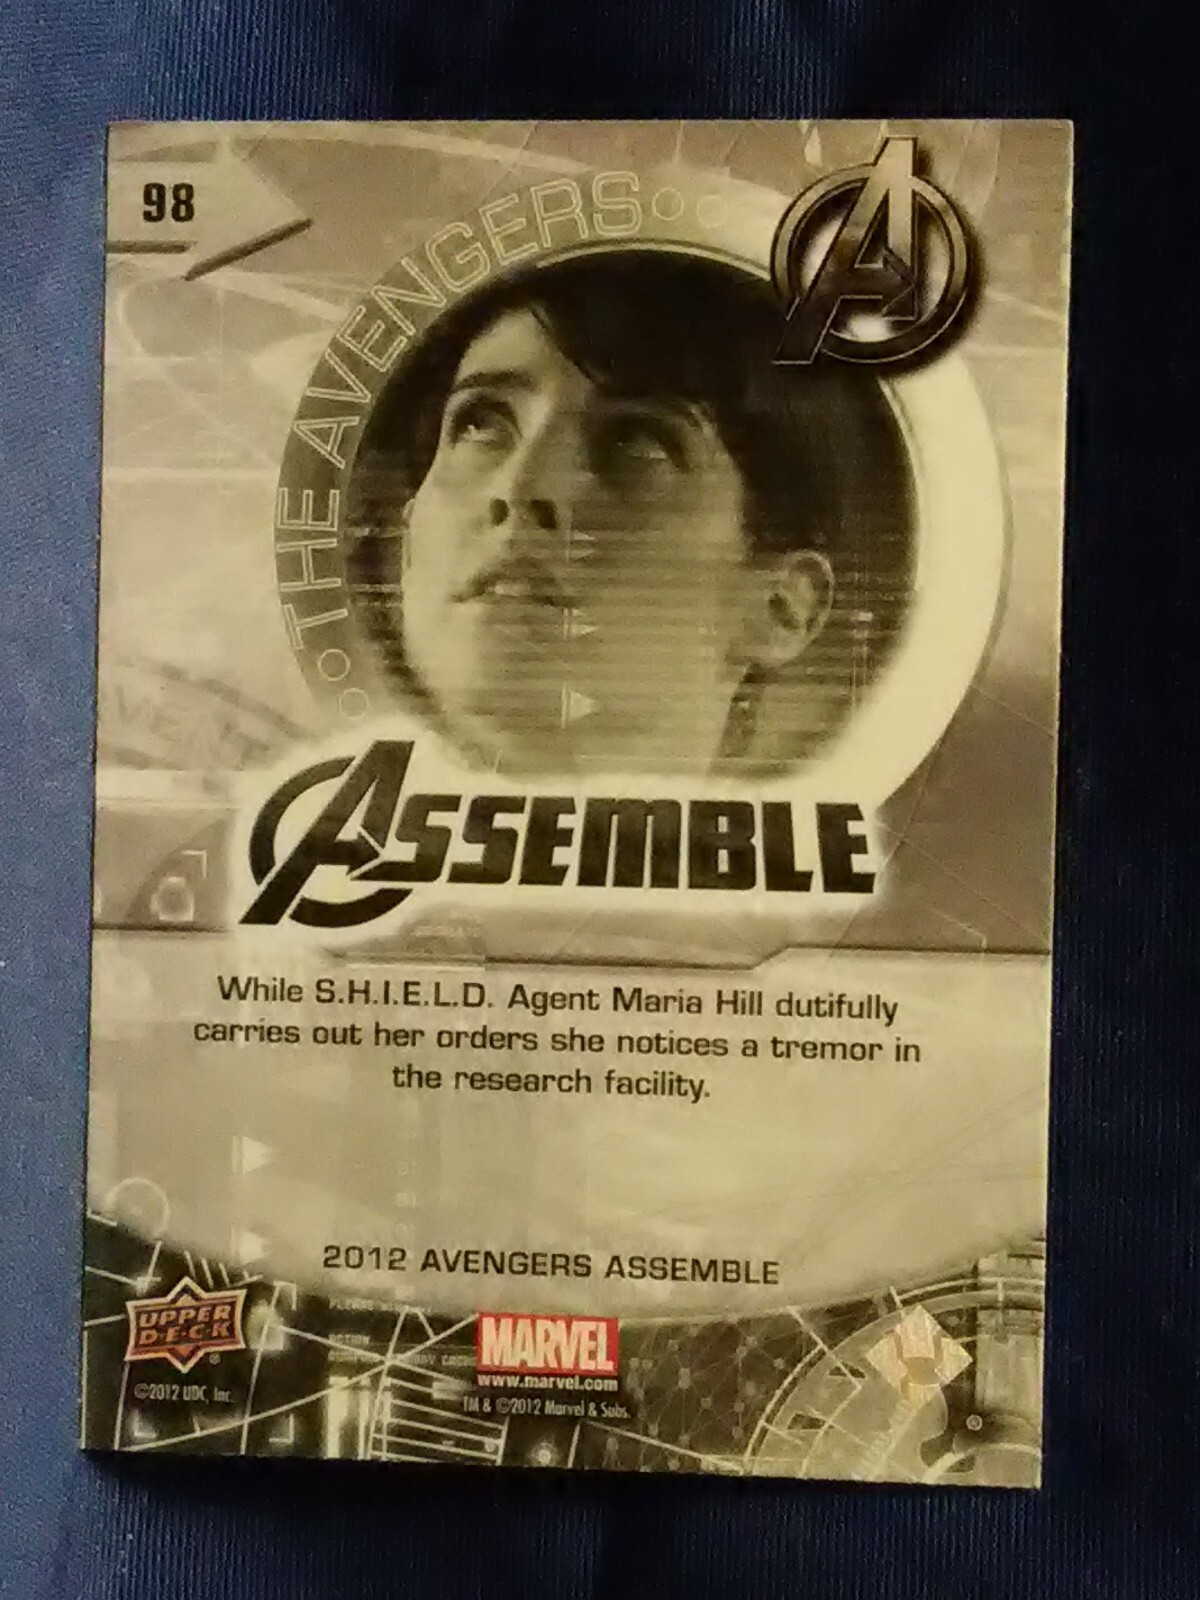 98
THE AVENGERS
ASSEMBLE
While S.H.I.E.L.D. Agent Maria Hill dutifully
carries out her orders she notices a tremor in
the research facility.
2012 AVENGERS ASSEMBLE
UPPER
DECK
©2012 UDC, Inc.
MARVEL
www.marvel.com
TM & ©2012 Marvel & Subs.